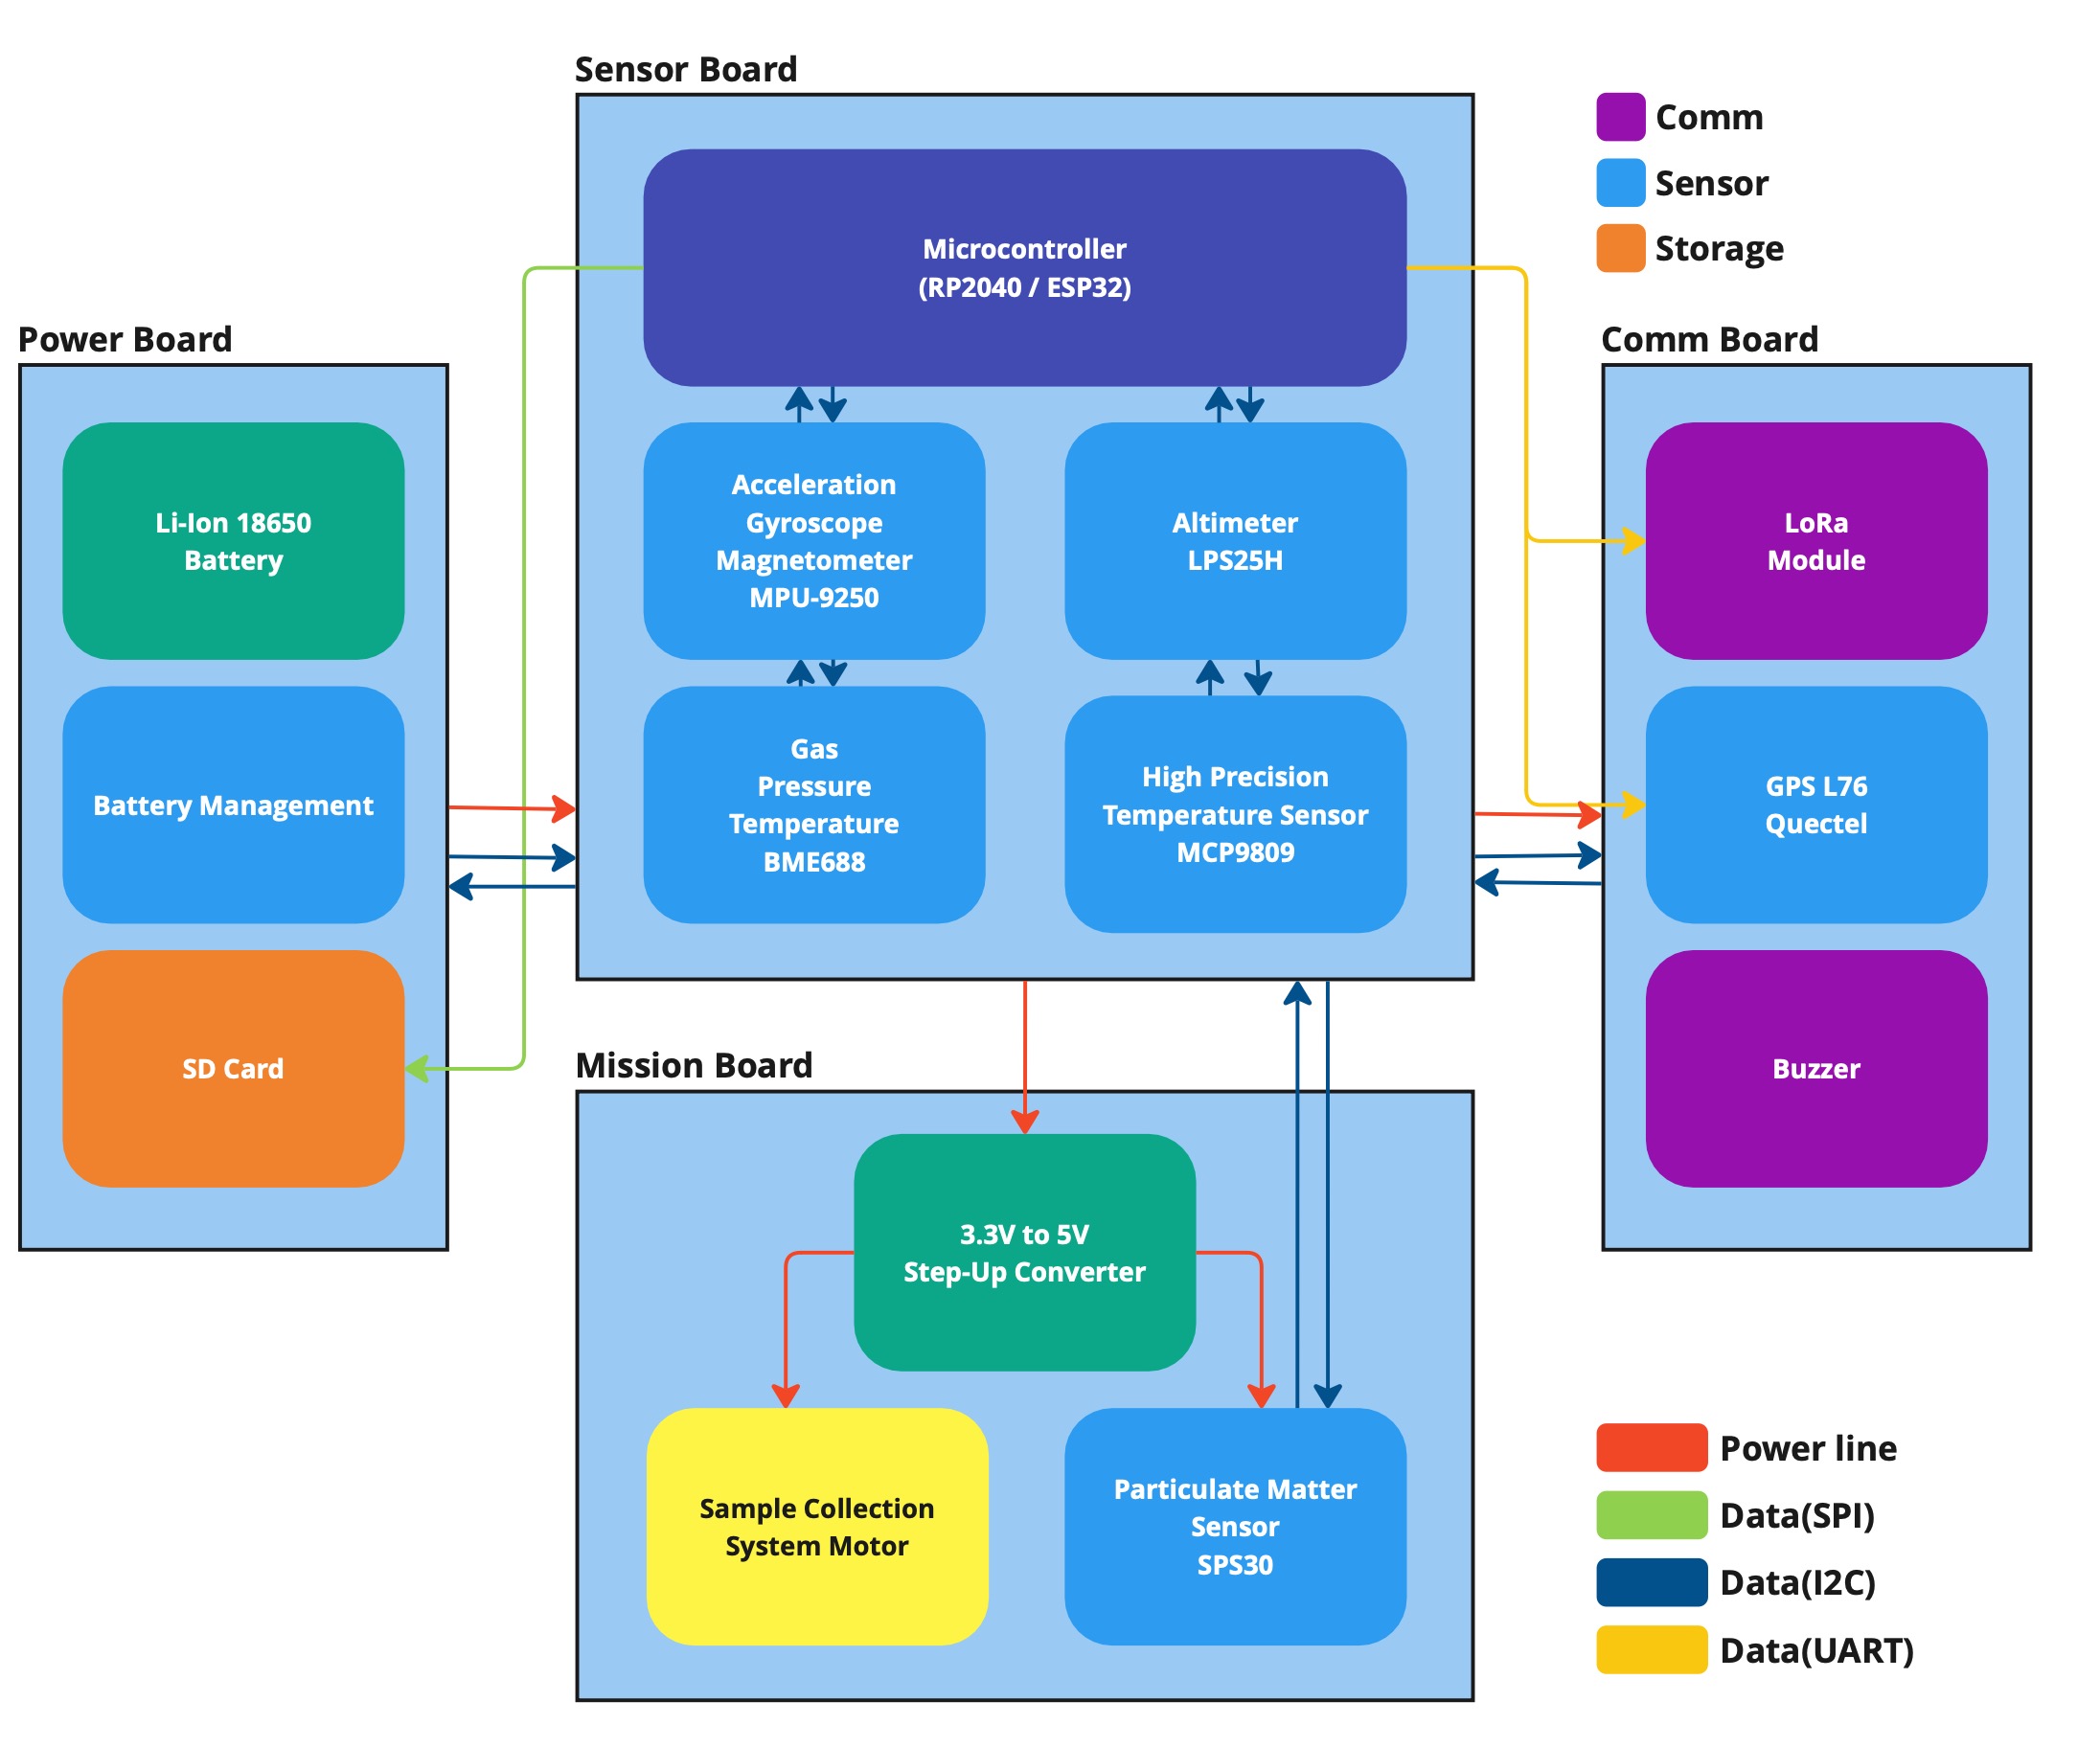 Sensor Board
Microcontroller
(RP2040 / ESP32)
Acceleration
Gyroscope
Magnetometer
MPU-9250
Altimeter
LPS25H
Gas
Pressure
Temperature
BME688
High Precision
Temperature Sensor
MCP9809
Power Board
Li-Ion 18650
Battery
Battery Management
SD Card
Comm Board
LoRa
Module
GPS L76
Quectel
Buzzer
Mission Board
3.3V to 5V
Step-Up Converter
Sample Collection
System Motor
Particulate Matter
Sensor
SPS30
Comm
Sensor
Storage
Power line
Data(SPI)
Data(I2C)
Data(UART)